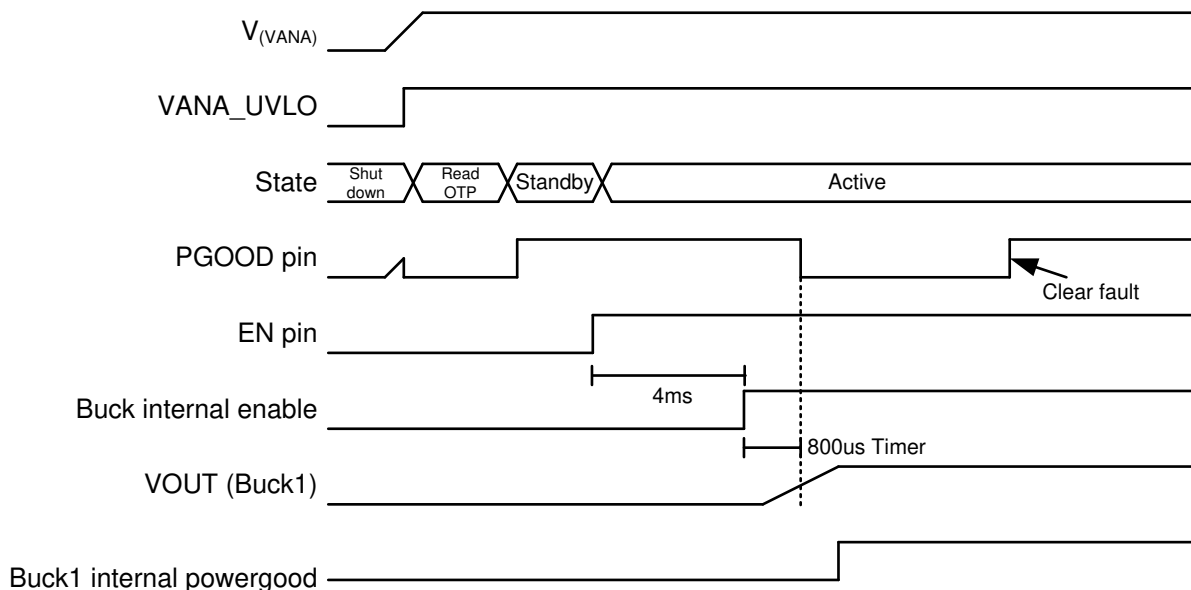 V(VANA)
VANA_UVLO
State
Shut
down
Read
OTP
Standby
Active
PGOOD pin
Clear fault
EN pin
4ms
Buck internal enable
800us Timer
VOUT (Buck1)
Buck1 internal powergood